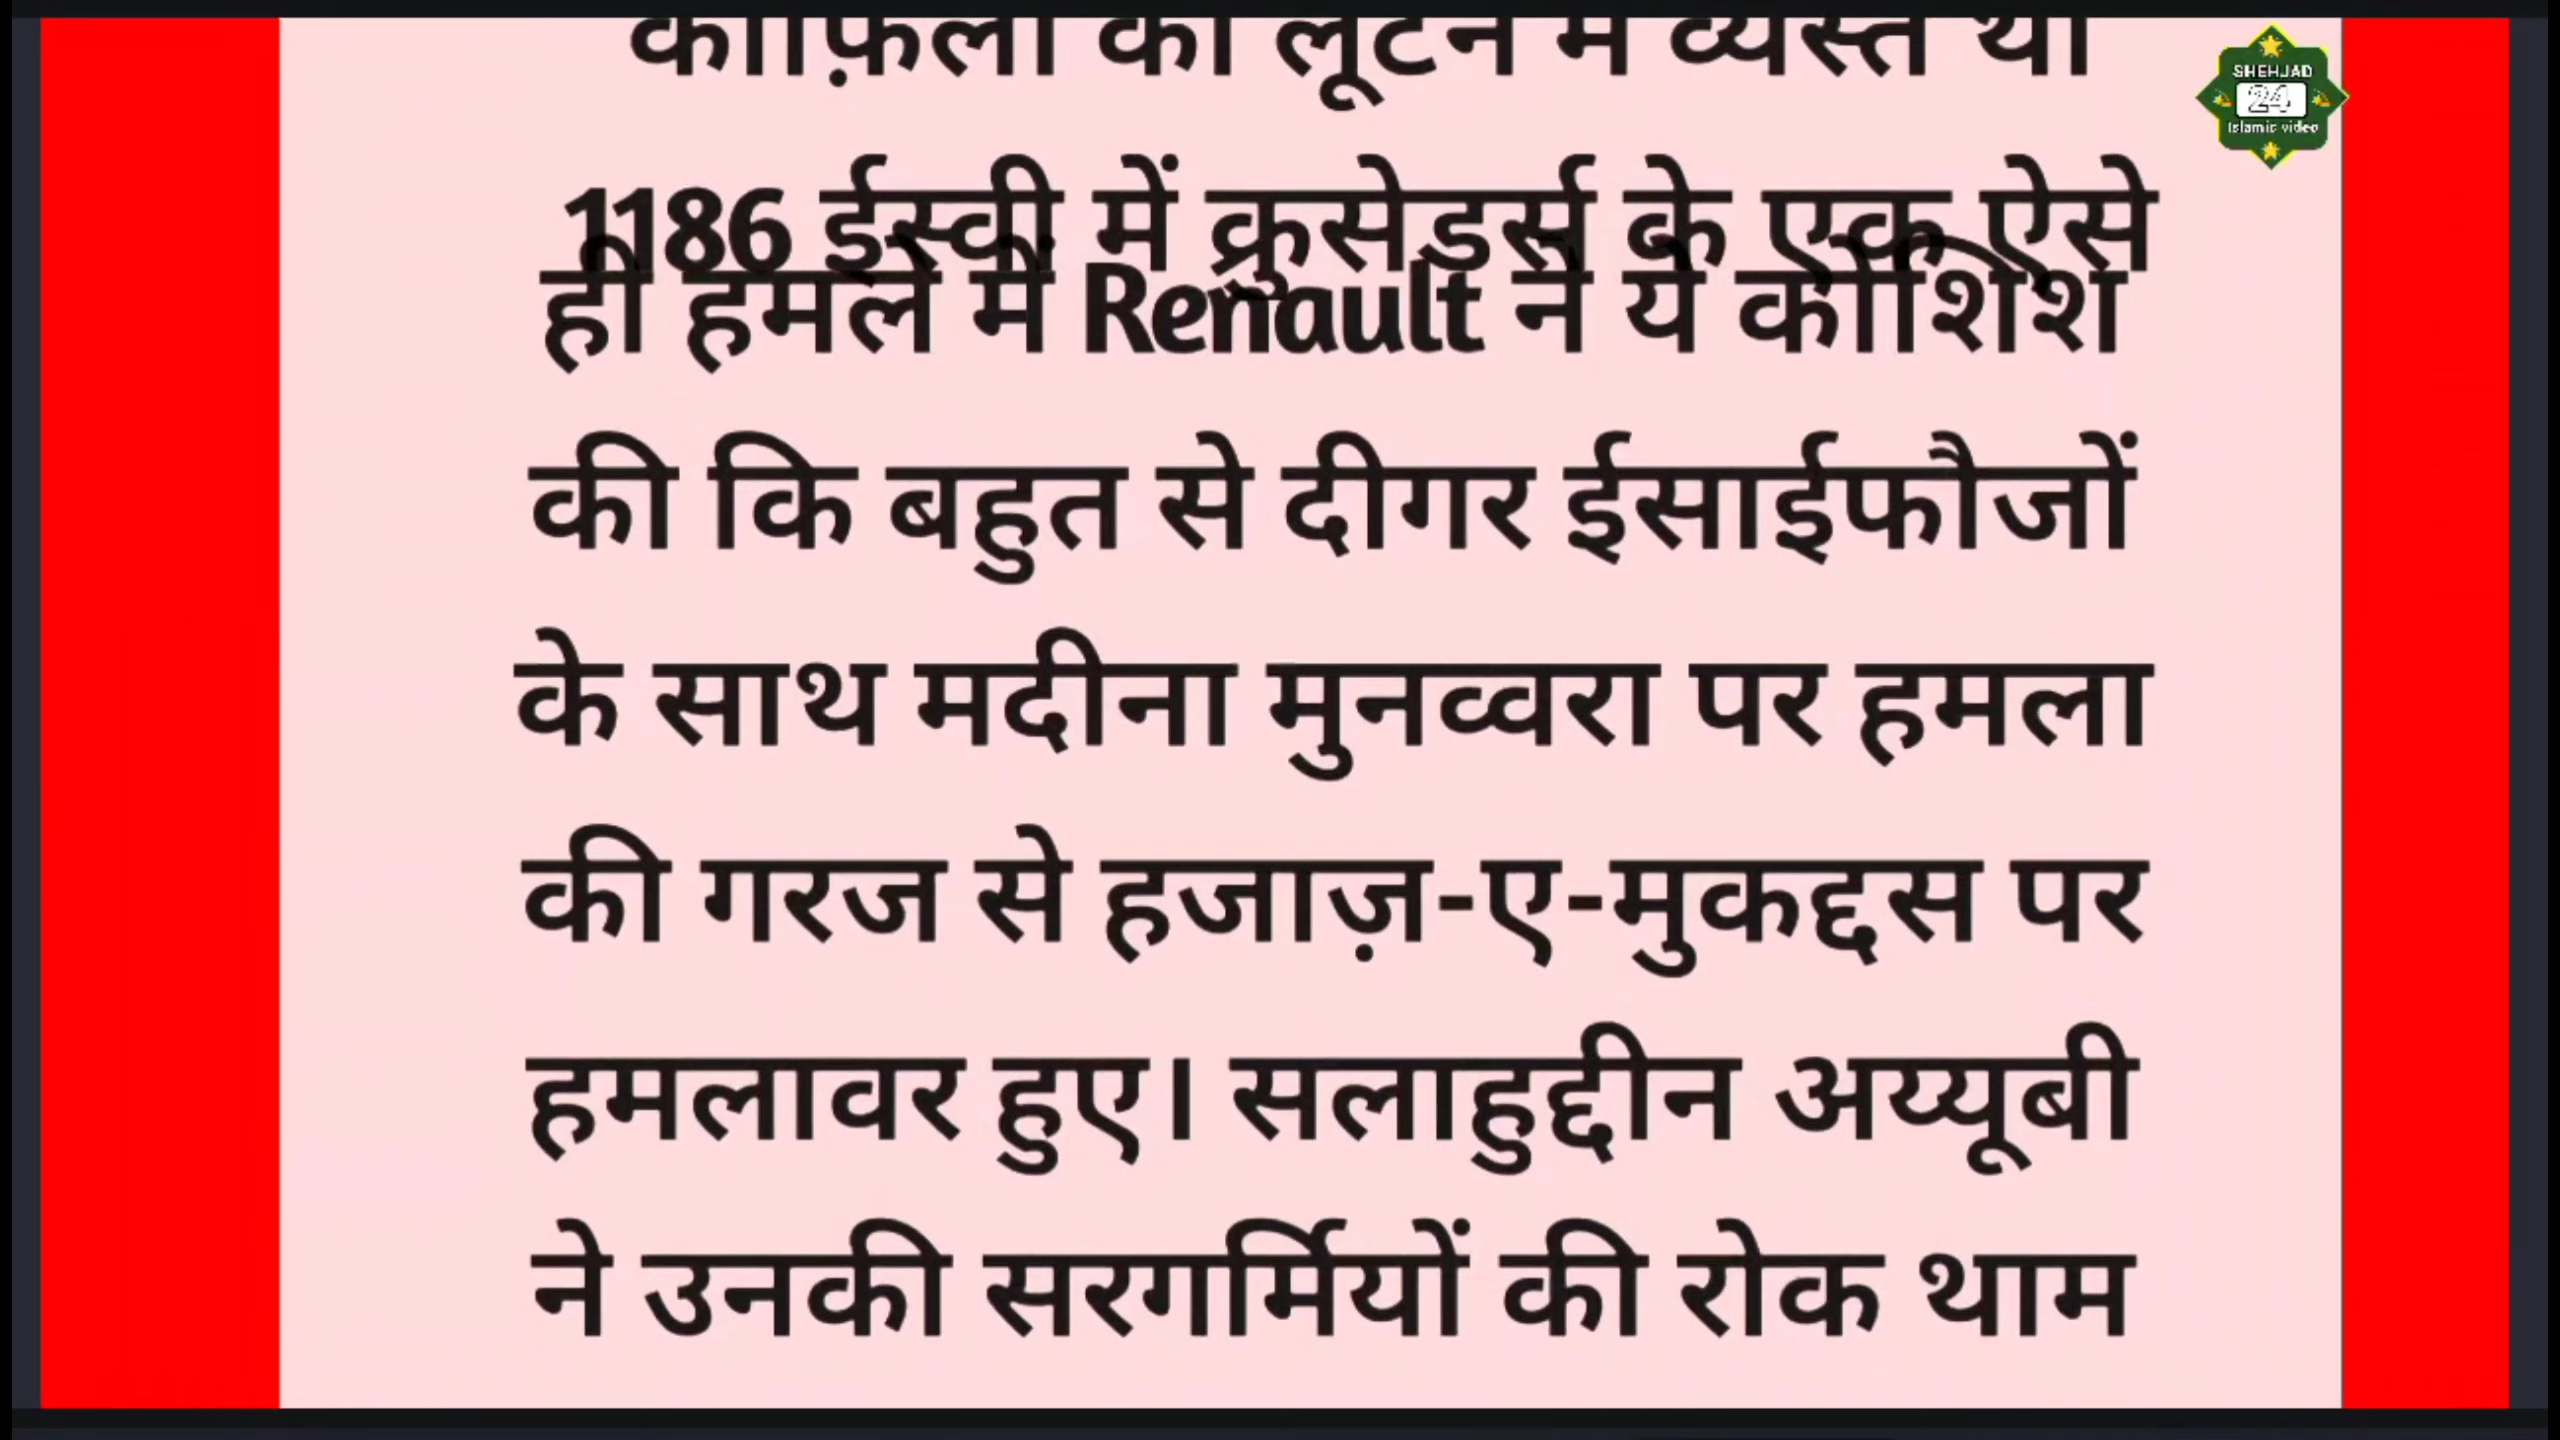 काफ़िलों को लूटने में व्यस्त था
SHEHJAD
24
Islamic video
1186 ईस्वी में क्रुसेडर्स के एक ऐसे
ही हमले में Renault ने ये कोशिश
की कि बहुत से दीगर ईसाईफौजों
के साथ मदीना मुनव्वरा पर हमला
की गरज से हजाज़-ए-मुकद्दस पर
हमलावर हुए। सलाहुद्दीन अय्यूबी
ने उनकी सरगर्मियों की रोक थाम